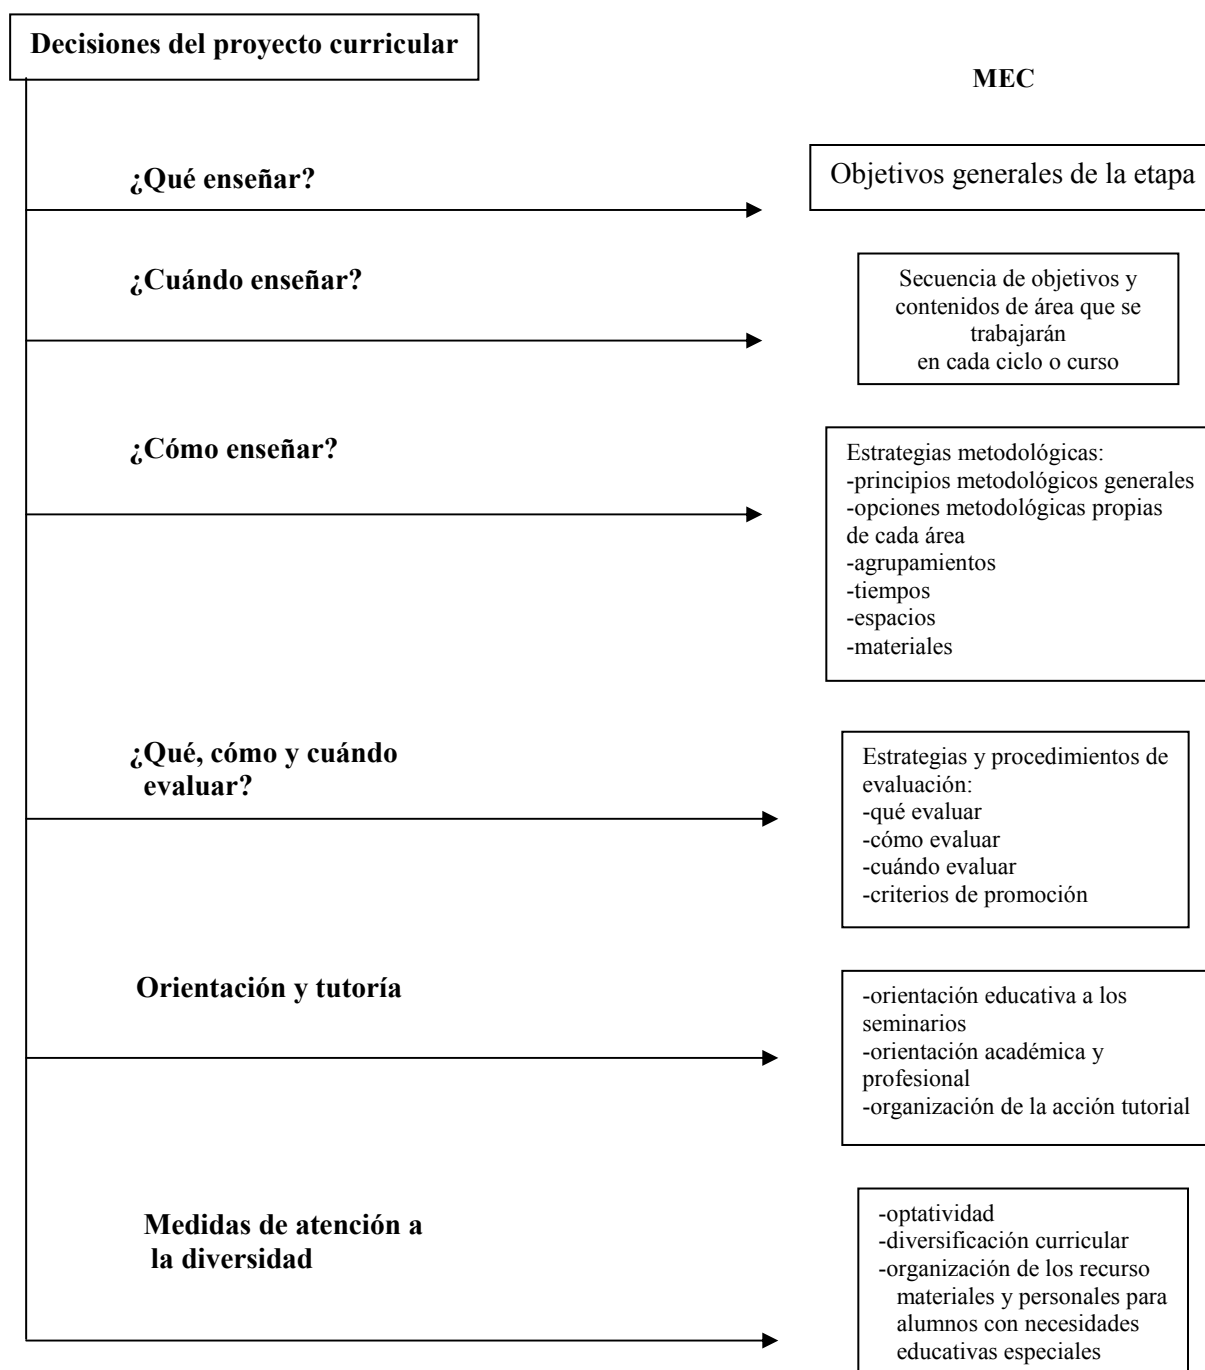 Decisiones del proyecto curricular
MEC
¿Qué enseñar?
Objetivos generales de la etapa
¿Cuándo enseñar?
Secuencia de objetivos y
contenidos de área que se
trabajarán
en cada ciclo o curso
¿Cómo enseñar?
Estrategias metodológicas:
-principios metodológicos generales
-opciones metodológicas propias
de cada área
-agrupamientos
-tiempos
-espacios
-materiales
¿Qué, cómo y cuándo
evaluar?
Estrategias y procedimientos de
evaluación:
-qué evaluar
-cómo evaluar
-cuándo evaluar
-criterios de promoción
Orientación y tutoría
-orientación educativa a los
seminarios
-orientación académica y
profesional
-organización de la acción tutorial
Medidas de atención a
la diversidad
-optatividad
-diversificación curricular
-organización de los recurso
materiales y personales para
alumnos con necesidades
educativas especiales